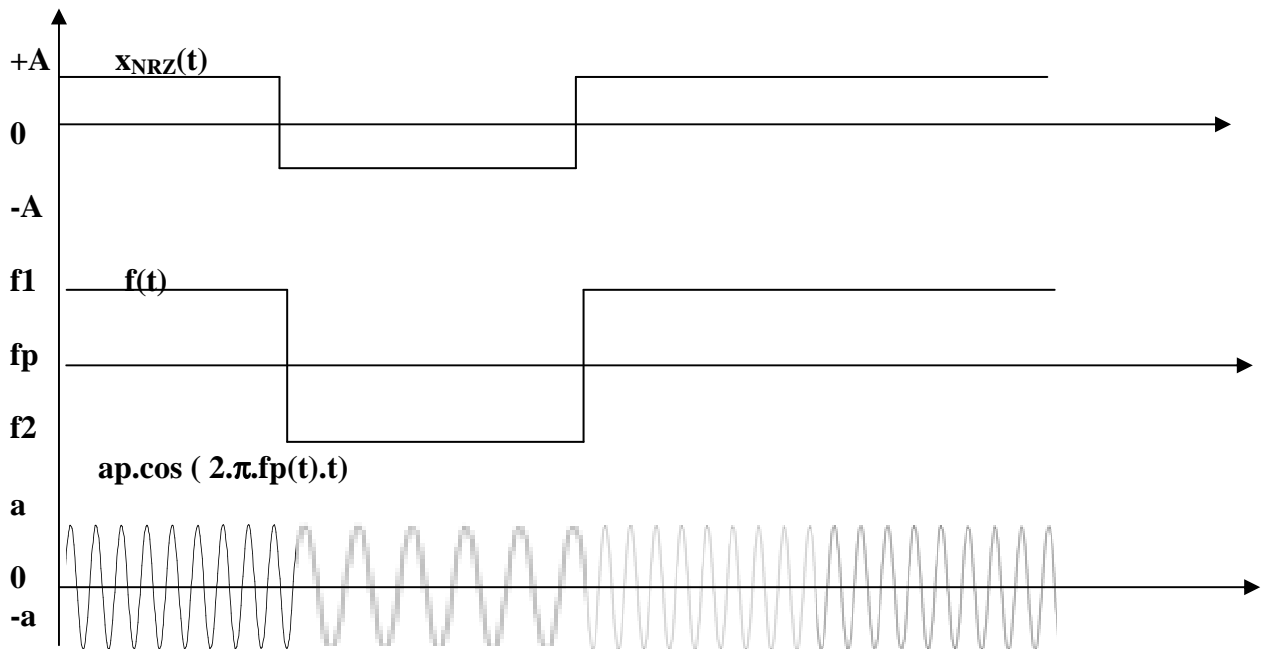 +A
x_NRZ(t)
0
-A
f1
f(t)
fp
f2
ap.cos ( 2.π.fp(t).t)
a
0
-a